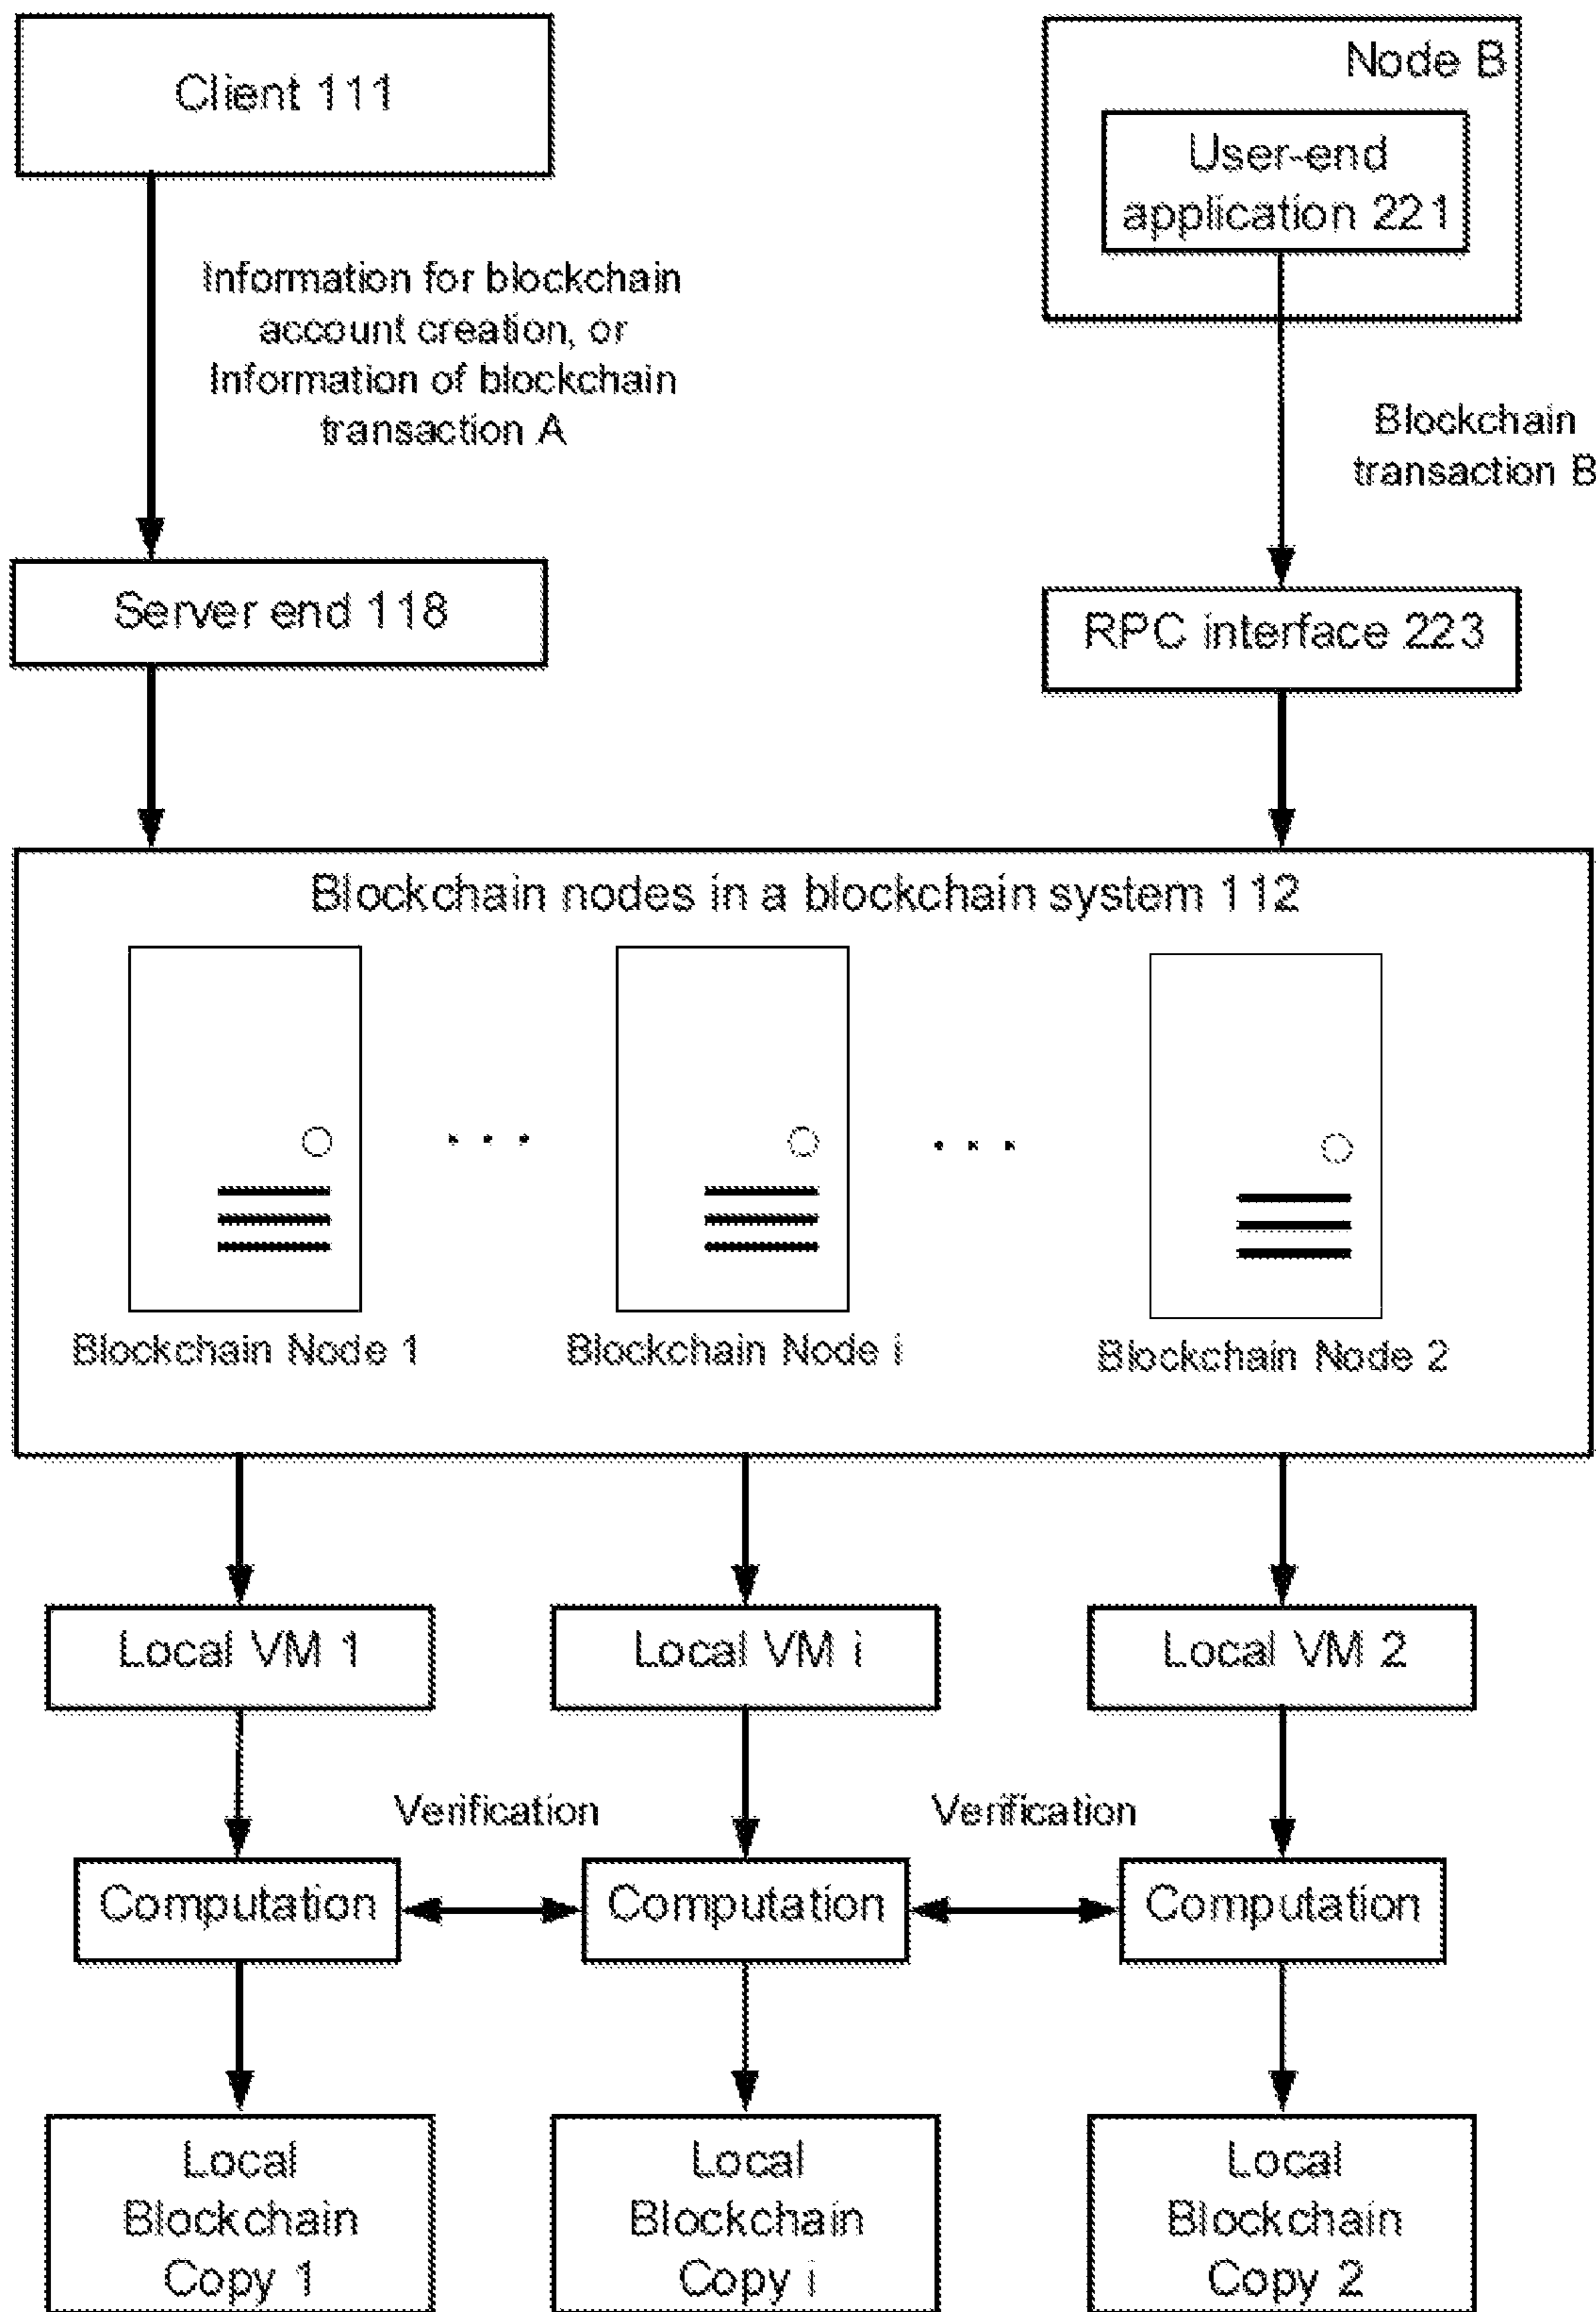 Client 111
Node B
User-end
application 221
Information for blockchain
account creation, or
Information of blockchain
transaction A
Blockchain
transaction B
Server end 118
RPC interface 223
Blockchain nodes in a blockchain system 112
. . .
. . .
Blockchain Node 1
Blockchain Node i
Blockchain Node 2
Local VM 1
Local VM i
Local VM 2
Verification
Verification
Computation
Computation
Computation
Local
Blockchain
Copy 1
Local
Blockchain
Copy i
Local
Blockchain
Copy 2